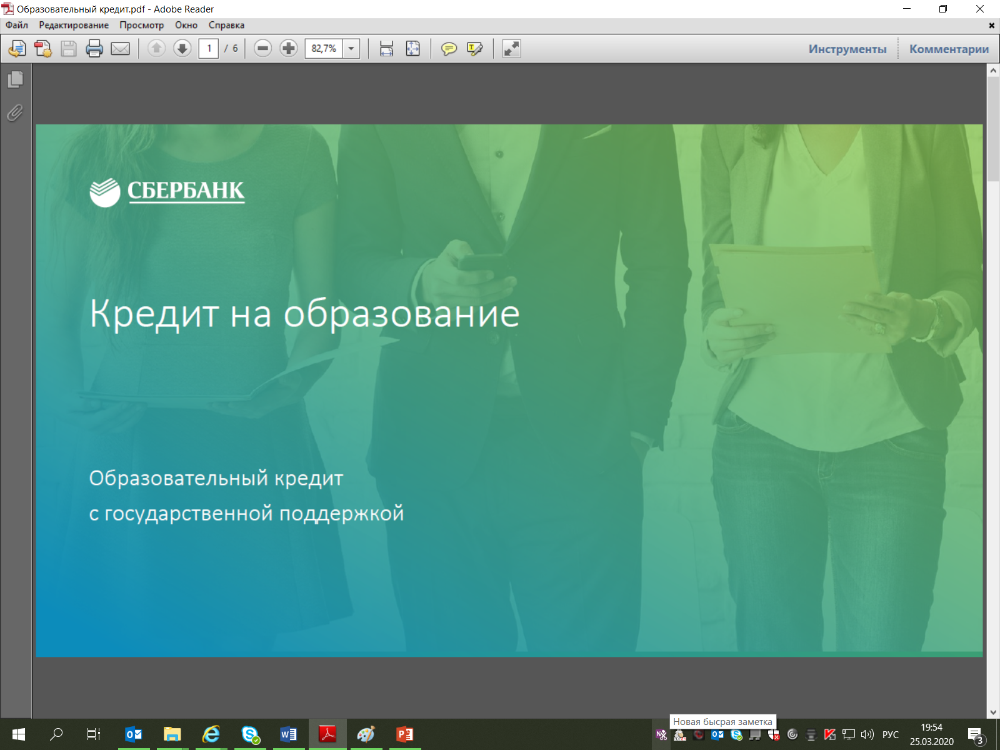 Образовательный кредит.pdf - Adobe Reader
Файл Редактирование Просмотр Окно Справка
1 / 6 82,7% Инструменты Комментарии
СБЕРБАНК
Кредит на образование
Образовательный кредит
с государственной поддержкой
Новая бысрая заметка
РУС
19:54
25.03.2020
3